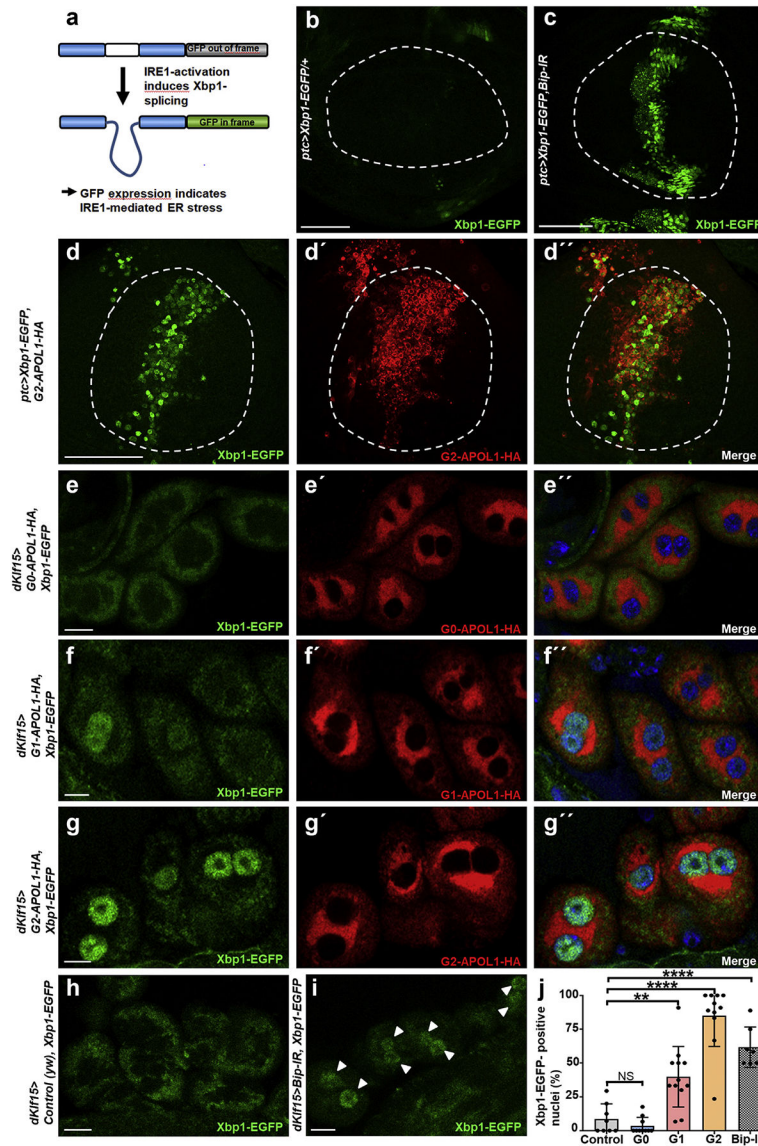 a
GFP out of frame
IRE1-activation
induces Xbp1-
splicing
GFP in frame
GFP expression indicates
IRE1-mediated ER stress
b
ptc>Xbp1-EGFP/+
Xbp1-EGFP
c
ptc>Xbp1-EGFP,Bip-IR
Xbp1-EGFP
d
ptc>Xbp1-EGFP,
G2-APOL1-HA
Xbp1-EGFP
d´
G2-APOL1-HA
d´´
Merge
e
dKlf15>
G0-APOL1-HA,
Xbp1-EGFP
Xbp1-EGFP
e´
G0-APOL1-HA
e´´
Merge
f
dKlf15>
G1-APOL1-HA,
Xbp1-EGFP
Xbp1-EGFP
f´
G1-APOL1-HA
f´´
Merge
g
dKlf15>
G2-APOL1-HA,
Xbp1-EGFP
Xbp1-EGFP
g´
G2-APOL1-HA
g´´
Merge
h
dKlf15>
Control (yw), Xbp1-EGFP
Xbp1-EGFP
i
dKlf15>Bip-IR, Xbp1-EGFP
Xbp1-EGFP
j
****
****
**
NS
Xbp1-EGFP- positive
nuclei (%)
100
75
50
25
0
Control G0 G1 G2 Bip-I